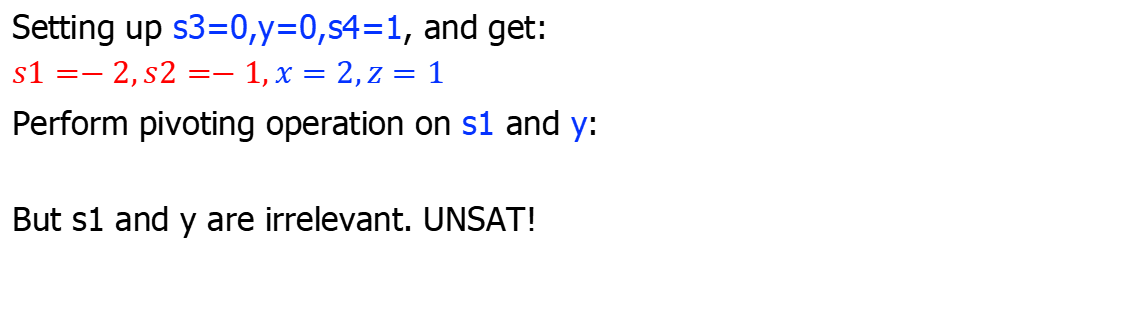 Setting up s3=0,y=0,s4=1, and get:
s1 =− 2, s2 =− 1, x = 2, z = 1
Perform pivoting operation on s1 and y:
But s1 and y are irrelevant. UNSAT!